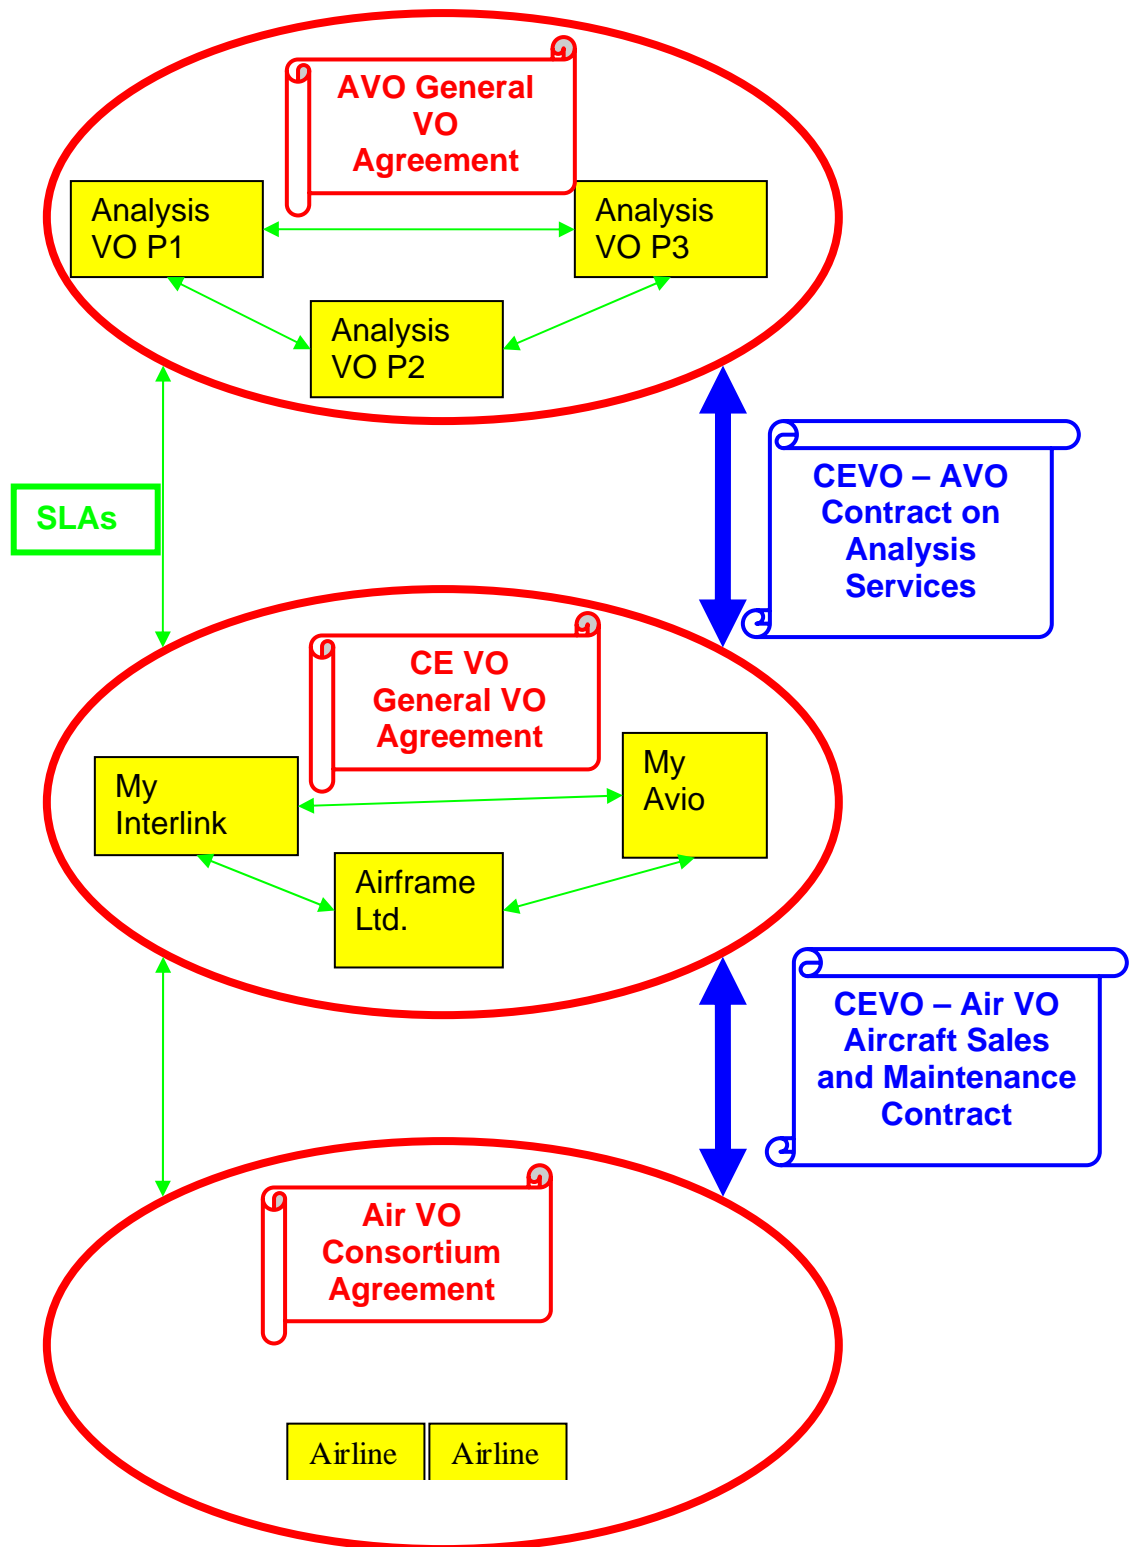 AVO General
VO
Agreement
Analysis
VO P1
Analysis
VO P3
Analysis
VO P2
SLAs
CEVO – AVO
Contract on
Analysis
Services
CE VO
General VO
Agreement
My
Interlink
My
Avio
Airframe
Ltd.
CEVO – Air VO
Aircraft Sales
and Maintenance
Contract
Air VO
Consortium
Agreement
Airline
Airline